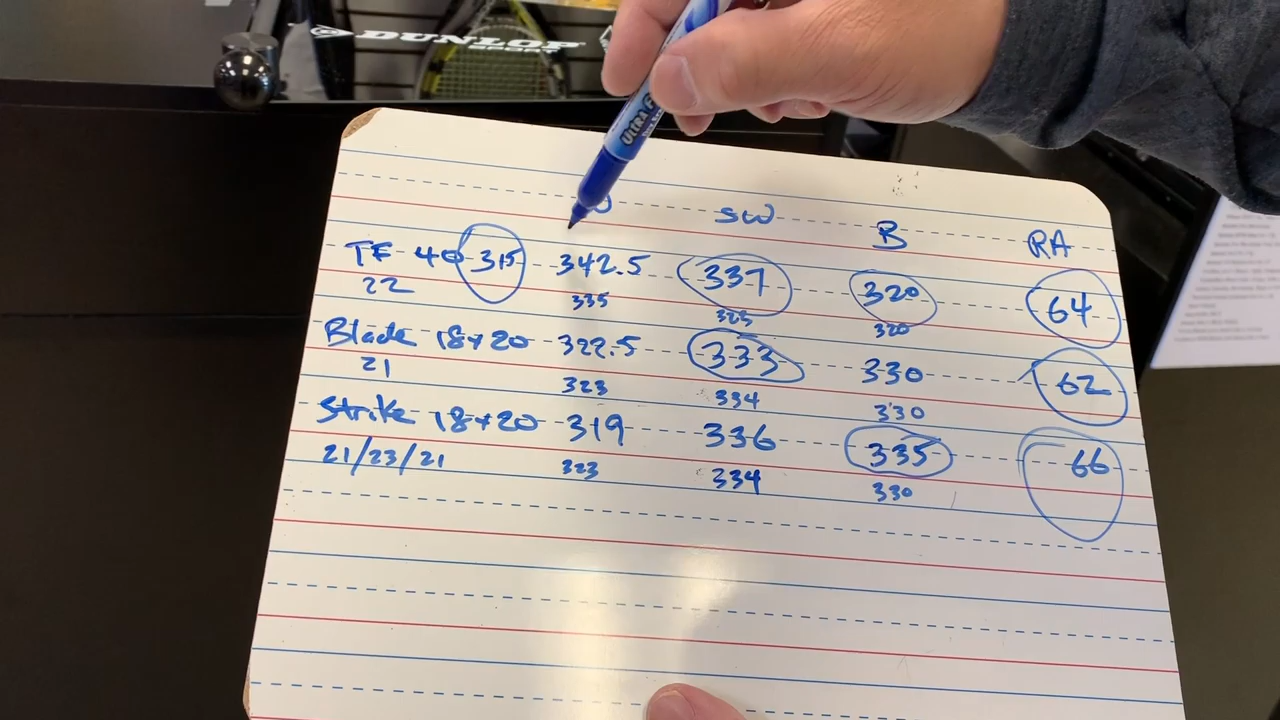 DUNLOP
SPORT
ULTRA F
SW B RA
TF 40 315 342.5 337 320 64
22 335 325 320
Blade 18x20 322.5 333 330 62
21 323 334 330
Strike 18x20 319 336 335 66
21/23/21 323 334 330